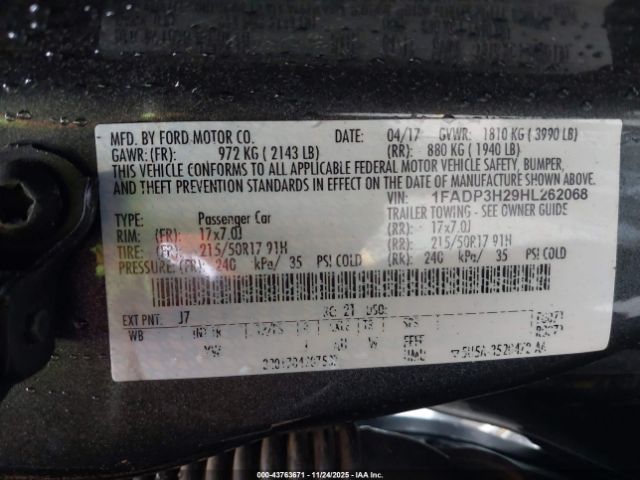 MFD. BY FORD MOTOR CO. DATE: 04/17 GVWR: 1810 KG ( 3990 LB)
GAWR: (FR): 972 KG ( 2143 LB) (RR): 880 KG ( 1940 LB)
THIS VEHICLE CONFORMS TO ALL APPLICABLE FEDERAL MOTOR VEHICLE SAFETY, BUMPER,
AND THEFT PREVENTION STANDARDS IN EFFECT ON THE DATE OF MANUFACTURE SHOWN ABOVE.
VIN: 1FADP3H29HL262068
TYPE: Passenger Car TRAILER TOWING - SEE OWNER GUIDE
RIM: (FR): 17x7.0J (RR): 17x7.0J
TIRE: (FR): 215/50R17 91H (RR): 215/50R17 91H
PRESSURE: (FR): 240 kPa/ 35 PSI COLD (RR): 240 kPa/ 35 PSI COLD
EXT PNT: J7 RC: 21 DSO:
WB
000-43763671 - 11/24/2025 - IAA Inc.